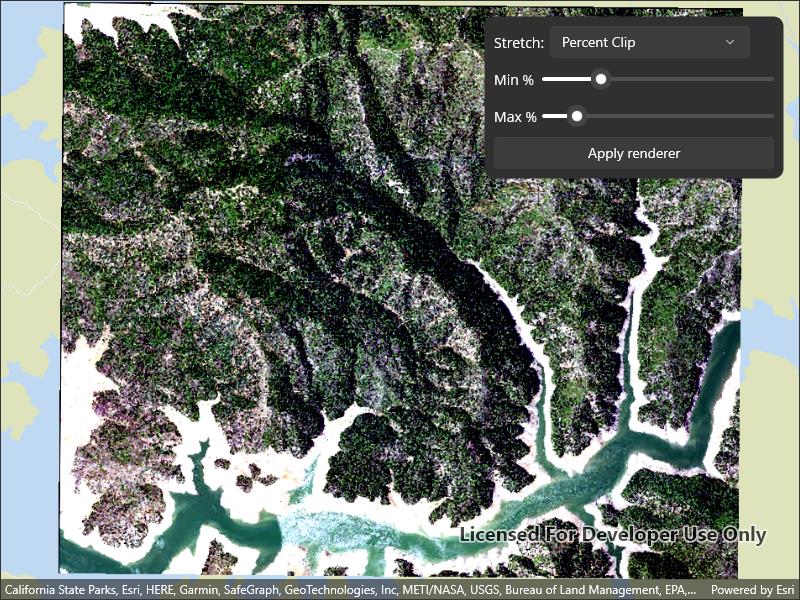 Stretch: Percent Clip
Min %
Max %
Apply renderer
Licensed For Developer Use Only
California State Parks, Esri, HERE, Garmin, SafeGraph, GeoTechnologies, Inc, METI/NASA, USGS, Bureau of Land Management, EPA,... Powered by Esri